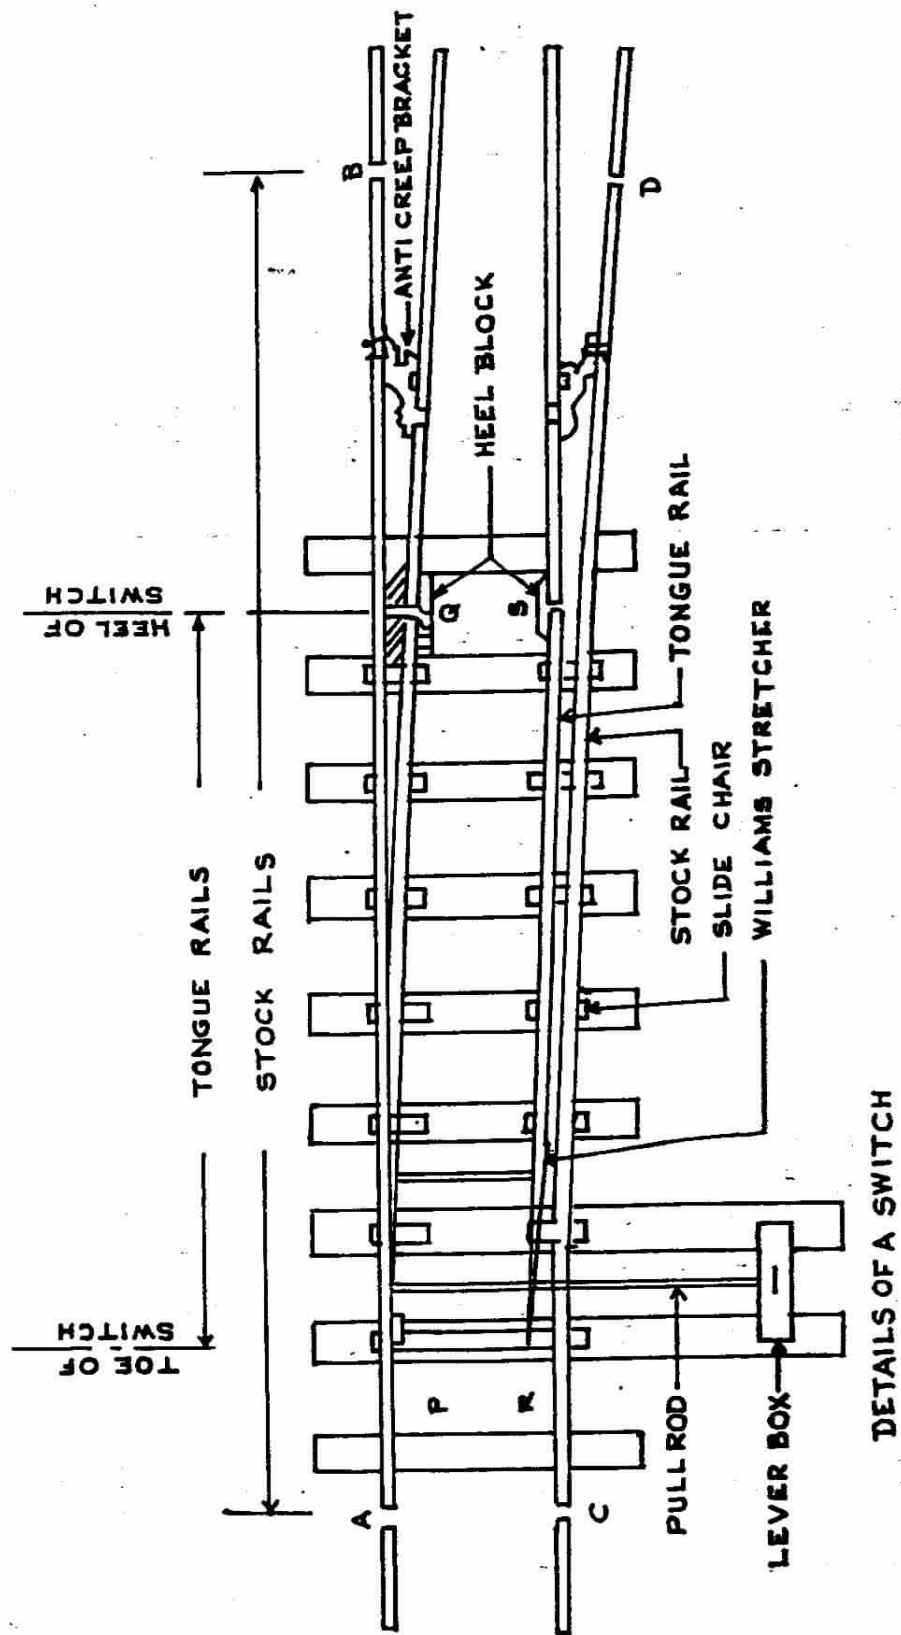 TOE OF
SWITCH
HEEL OF
SWITCH
TONGUE RAILS
STOCK RAILS
A
B
ANTI CREEP BRACKET
P
Q
HEEL BLOCK
R
S
C
D
TONGUE RAIL
STOCK RAIL
SLIDE CHAIR
WILLIAMS STRETCHER
PULL ROD
LEVER BOX
DETAILS OF A SWITCH